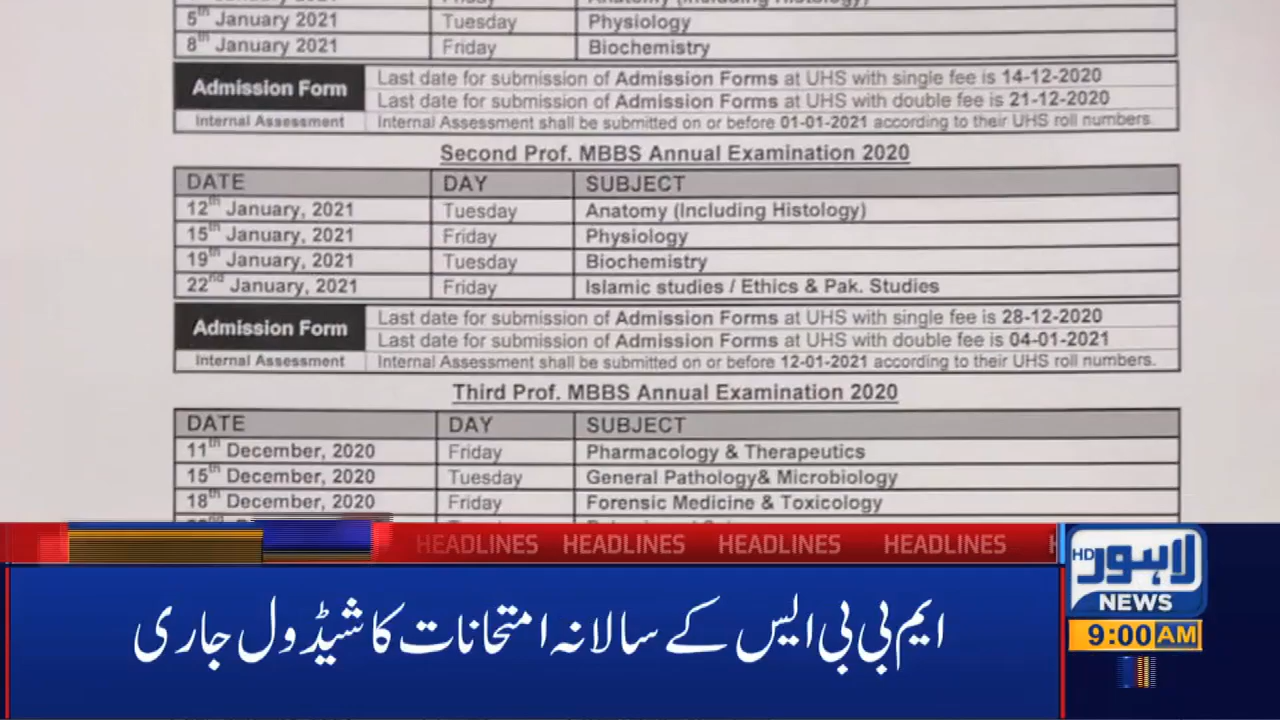 5th January 2021 Tuesday Physiology
8th January 2021 Friday Biochemistry
Admission Form Last date for submission of Admission Forms at UHS with single fee is 14-12-2020
Last date for submission of Admission Forms at UHS with double fee is 21-12-2020
Internal Assessment Internal Assessment shall be submitted on or before 01-01-2021 according to their UHS roll numbers.
Second Prof. MBBS Annual Examination 2020
DATE DAY SUBJECT
12th January, 2021 Tuesday Anatomy (Including Histology)
15th January, 2021 Friday Physiology
19th January, 2021 Tuesday Biochemistry
22nd January, 2021 Friday Islamic studies / Ethics & Pak. Studies
Admission Form Last date for submission of Admission Forms at UHS with single fee is 28-12-2020
Last date for submission of Admission Forms at UHS with double fee is 04-01-2021
Internal Assessment Internal Assessment shall be submitted on or before 12-01-2021 according to their UHS roll numbers.
Third Prof. MBBS Annual Examination 2020
DATE DAY SUBJECT
11th December, 2020 Friday Pharmacology & Therapeutics
15th December, 2020 Tuesday General Pathology& Microbiology
18th December, 2020 Friday Forensic Medicine & Toxicology
HEADLINES HEADLINES HEADLINES HEADLINES
ایم بی بی ایس کے سالانہ امتحانات کا شیڈول جاری
HD لاہور
NEWS
9:00 AM